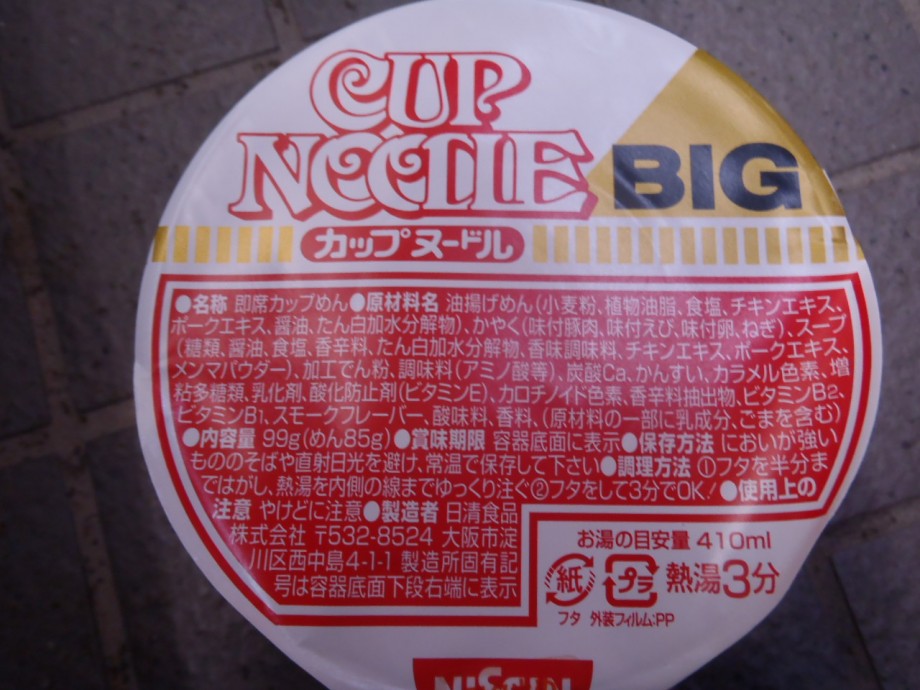 CUP
NOODLE BIG
カップヌードル
●名称 即席カップめん●原材料名 油揚げめん(小麦粉、植物油脂、食塩、チキンエキス、
ポークエキス、醤油、たん白加水分解物)、かやく(味付豚肉、味付えび、味付卵、ねぎ)、スープ
(糖類、醤油、食塩、香辛料、たん白加水分解物、香味調味料、チキンエキス、ポークエキス、
メンマパウダー)、加工でん粉、調味料(アミノ酸等)、炭酸Ca、かんすい、カラメル色素、増
粘多糖類、乳化剤、酸化防止剤(ビタミンE)、カロチノイド色素、香辛料抽出物、ビタミンB2、
ビタミンB1、スモークフレーバー、酸味料、香料、(原材料の一部に乳成分、ごまを含む)
●内容量 99g(めん85g)●賞味期限 容器底面に表示●保存方法 においが強い
もののそばや直射日光を避け、常温で保存して下さい●調理方法 ①フタを半分ま
ではがし、熱湯を内側の線までゆっくり注ぐ②フタをして3分でOK!●使用上の
注意 やけどに注意●製造者 日清食品
株式会社 〒532-8524 大阪市淀
川区西中島4-1-1 製造所固有記
号は容器底面下段右端に表示
お湯の目安量 410ml
紙 プラ 熱湯3分
フタ 外装フィルム:PP
NISSIN